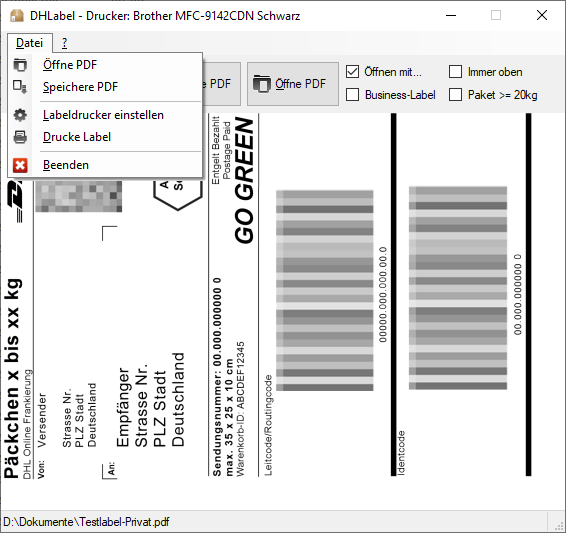 DHLabel - Drucker: Brother MFC-9142CDN Schwarz
Datei
?
Öffne PDF
Speichere PDF
Labeldrucker einstellen
Drucke Label
Beenden
PDF
Öffne PDF
Öffnen mit...
Immer oben
Business-Label
Paket >= 20kg
Päckchen x bis xx kg
DHL Online Frankierung
Von:
Versender
Strasse Nr.
PLZ Stadt
Deutschland
An:
Empfänger
Strasse Nr.
PLZ Stadt
Deutschland
Entgelt Bezahlt
Postage Paid
GO GREEN
Sendungsnummer: 00.000.000000 0
max. 35 x 25 x 10 cm
Warenkorb-ID: ABCDEF12345
Leitcode/Routingcode
00000.000.000.00.0
Identcode
00.000.000000 0
D:\Dokumente\Testlabel-Privat.pdf